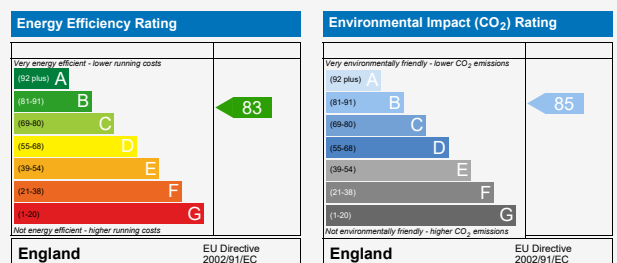 Energy Efficiency Rating
Very energy efficient - lower running costs
(92 plus) A
(81-91) B
83
(69-80) C
(55-68) D
(39-54) E
(21-38) F
(1-20) G
Not energy efficient - higher running costs
England
EU Directive
2002/91/EC
Environmental Impact (CO₂) Rating
Very environmentally friendly - lower CO₂ emissions
(92 plus) A
(81-91) B
85
(69-80) C
(55-68) D
(39-54) E
(21-38) F
(1-20) G
Not environmentally friendly - higher CO₂ emissions
England
EU Directive
2002/91/EC